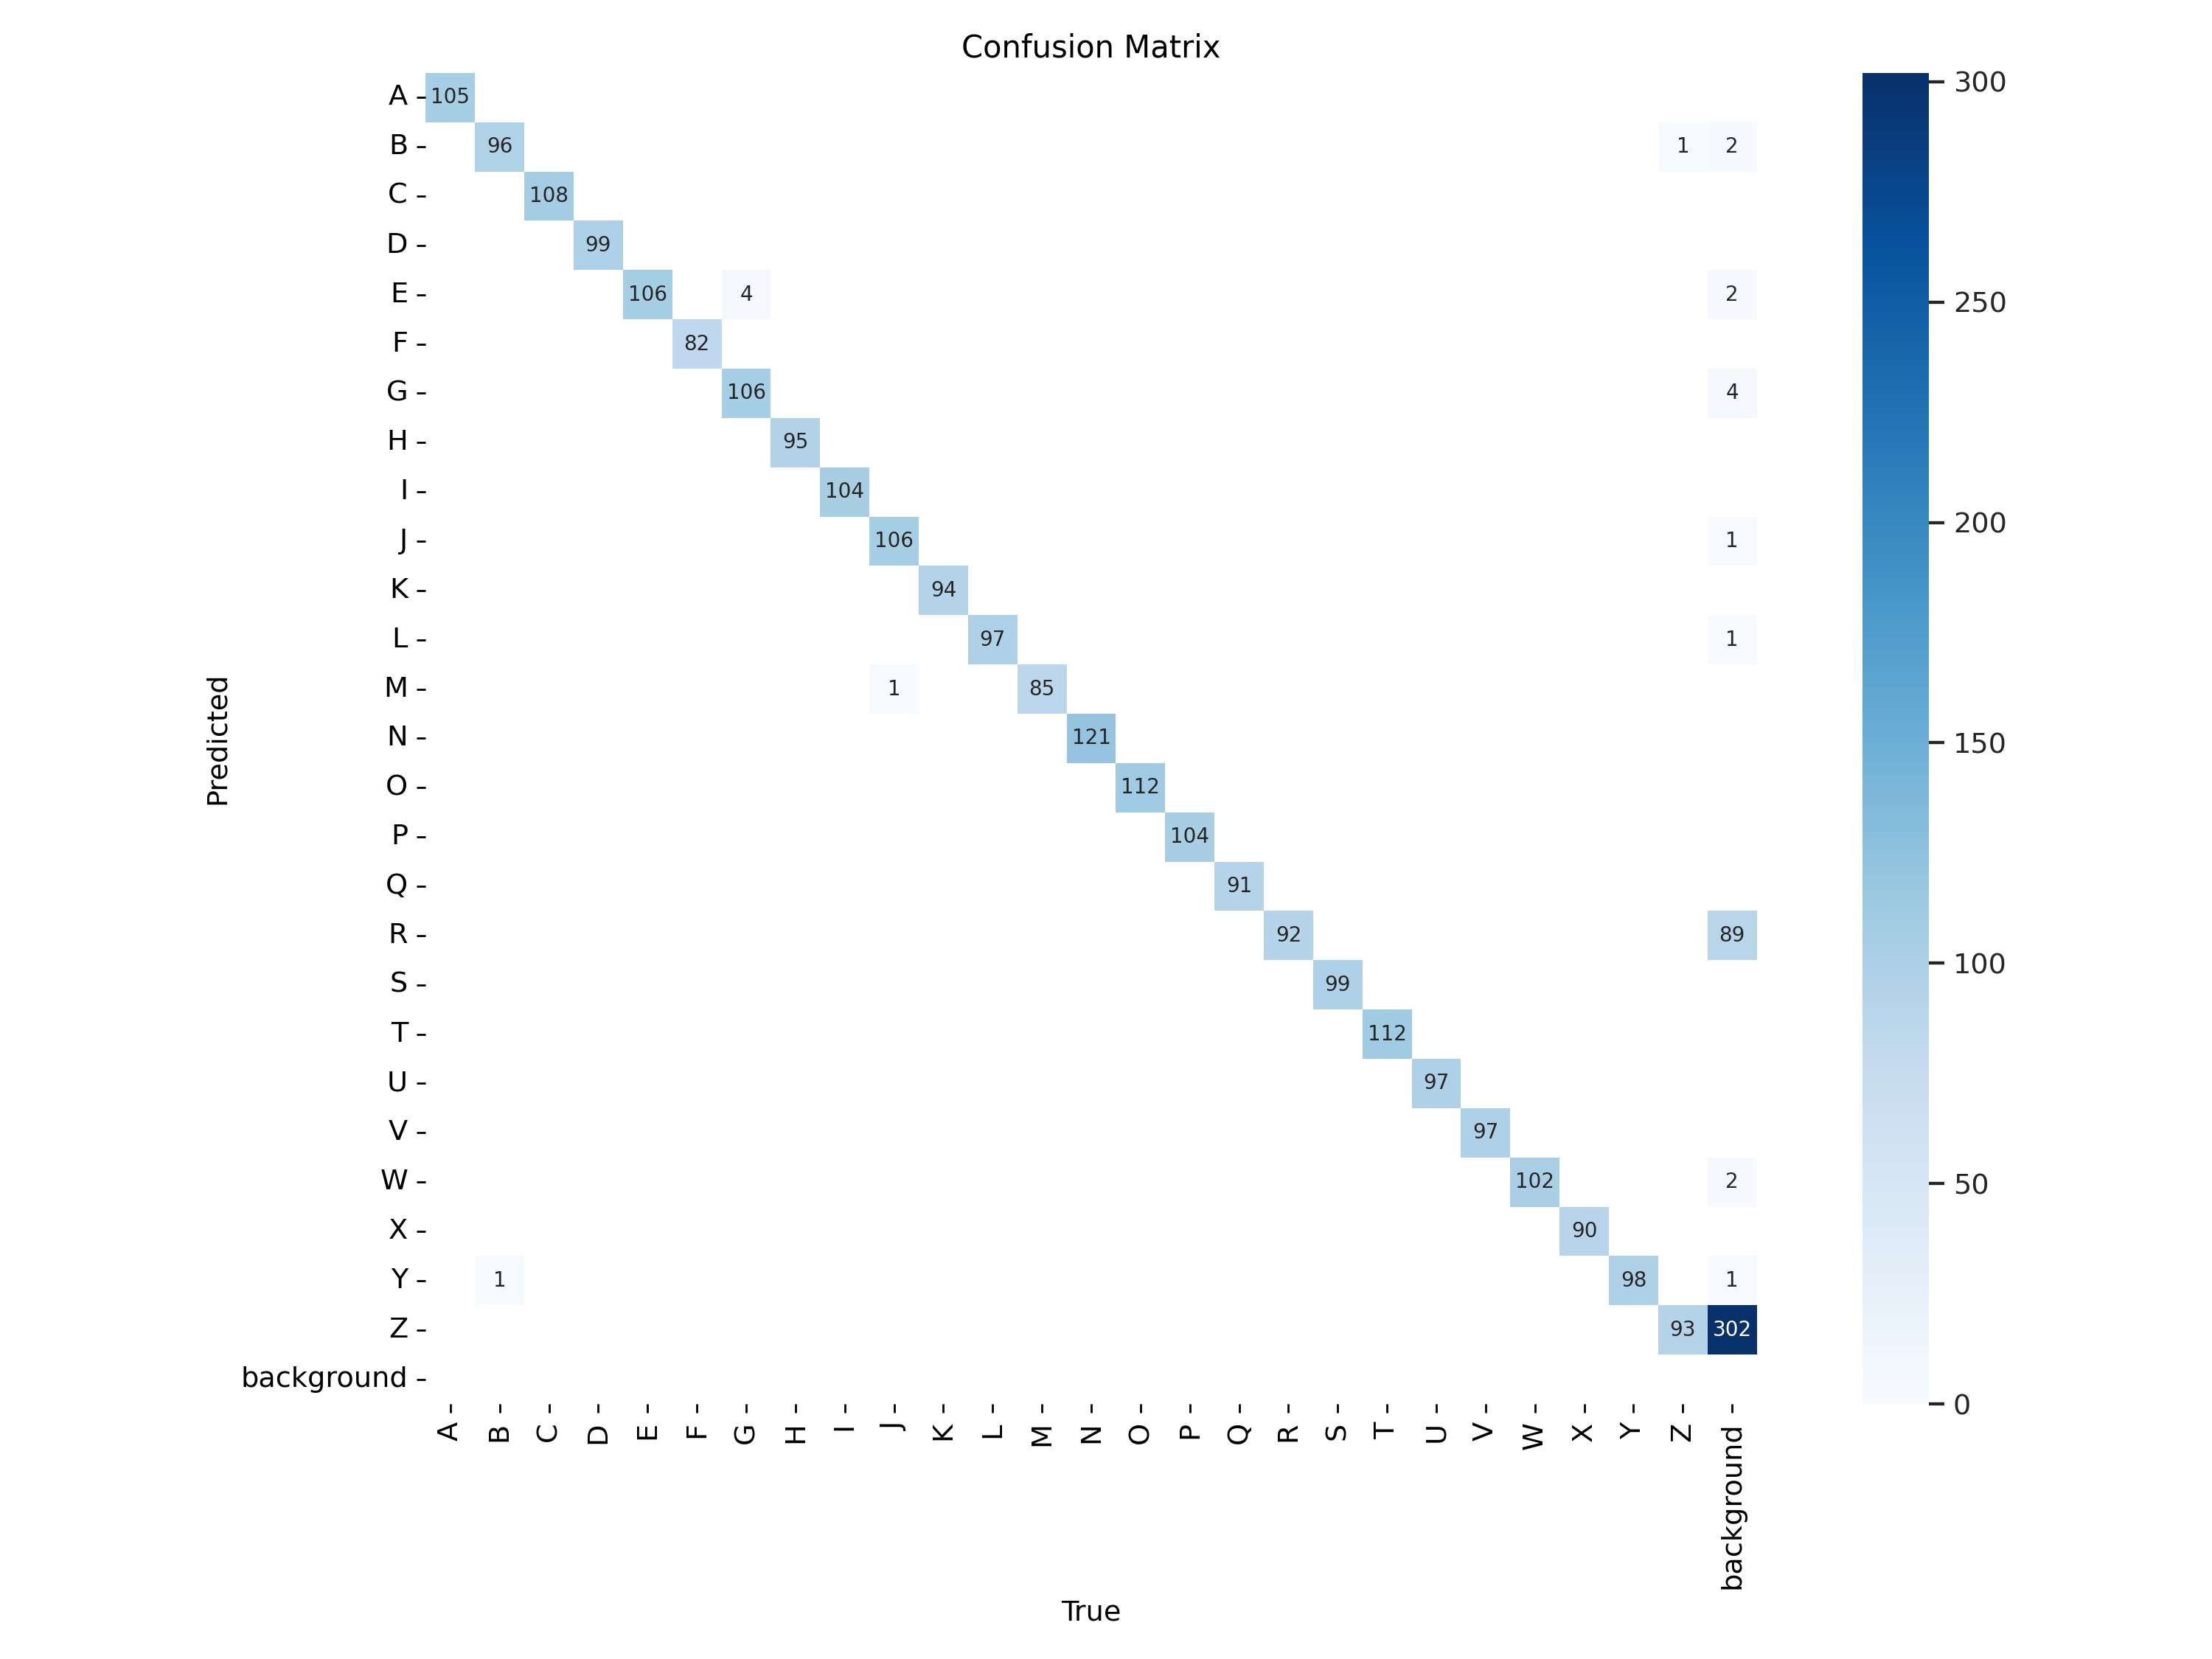 Confusion Matrix
A 105
B 96 1 2
C 108
D 99
E 106 4 2
F 82
G 106 4
H 95
I 104
J 106 1
K 94
L 97 1
M 1 85
N 121
O 112
P 104
Q 91
R 92 89
S 99
T 112
U 97
V 97
W 102 2
X 90
Y 1 98 1
Z 93 302
background
Predicted
A B C D E F G H I J K L M N O P Q R S T U V W X Y Z background
True
300
250
200
150
100
50
0